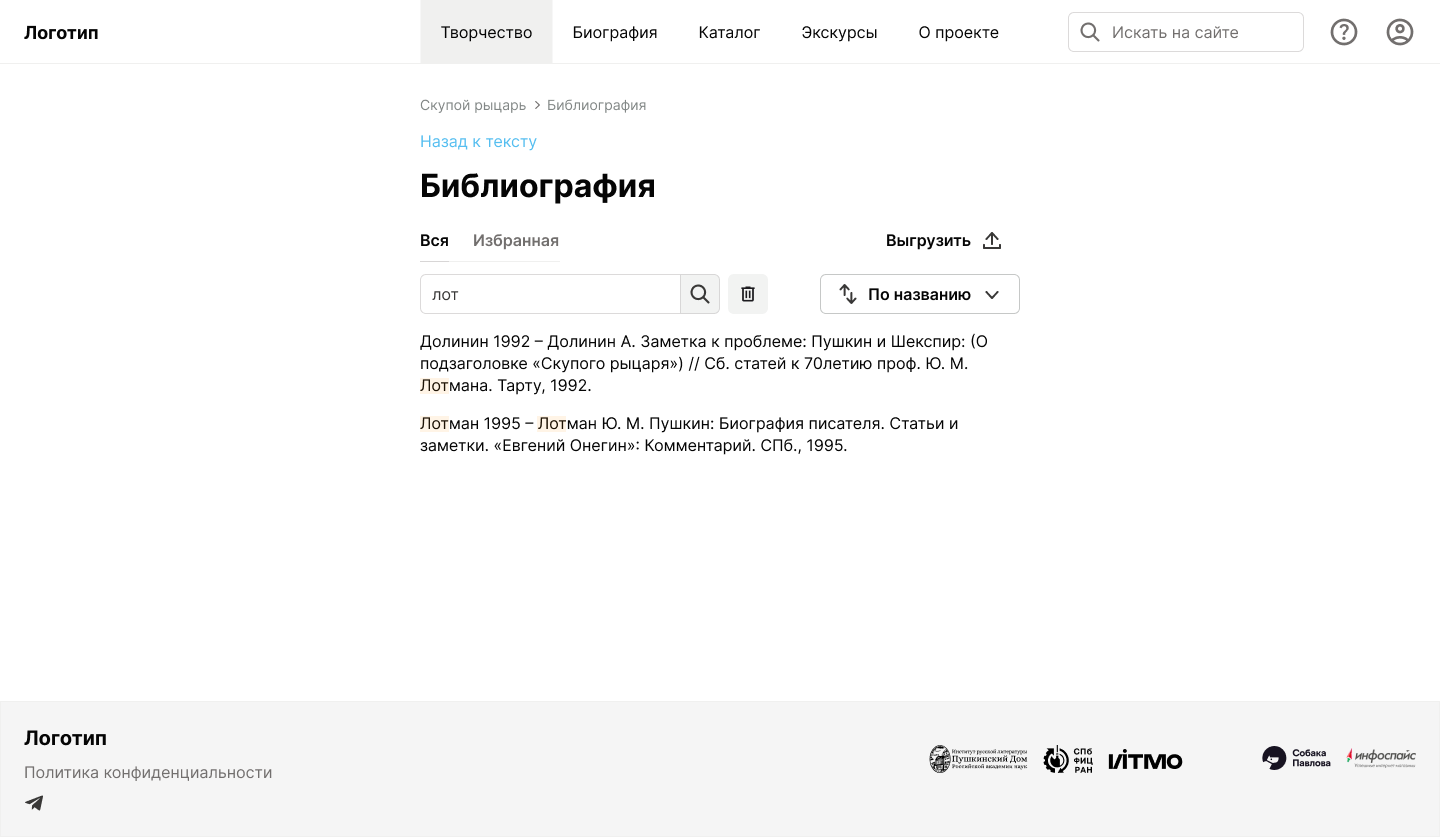 Логотип
Творчество
Биография
Каталог
Экскурсы
О проекте
Искать на сайте
Скупой рыцарь > Библиография
Назад к тексту
Библиография
Вся
Избранная
Выгрузить
лот
По названию
Долинин 1992 – Долинин А. Заметка к проблеме: Пушкин и Шекспир: (О
подзаголовке «Скупого рыцаря») // Сб. статей к 70летию проф. Ю. М.
Лотмана. Тарту, 1992.
Лотман 1995 – Лотман Ю. М. Пушкин: Биография писателя. Статьи и
заметки. «Евгений Онегин»: Комментарий. СПб., 1995.
Логотип
Политика конфиденциальности
Институт русской литературы
Пушкинский Дом
Российской академии наук
СПб
ФИЦ
РАН
ITMO
Собака
Павлова
инфоспайс